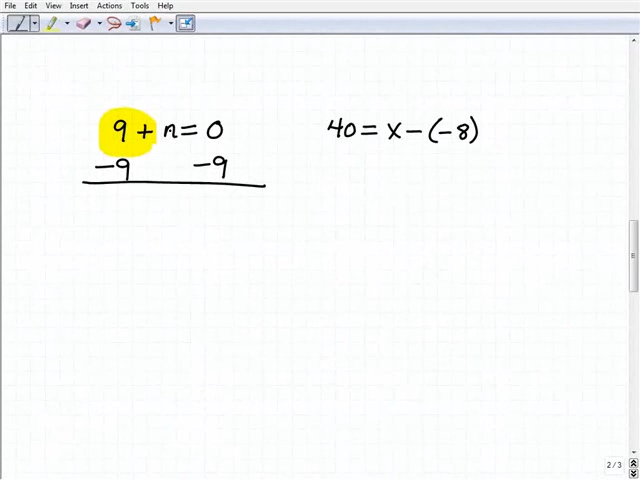 File Edit View Insert Actions Tools Help
9 + n = 0
-9 -9
40 = x - (-8)
2 / 3